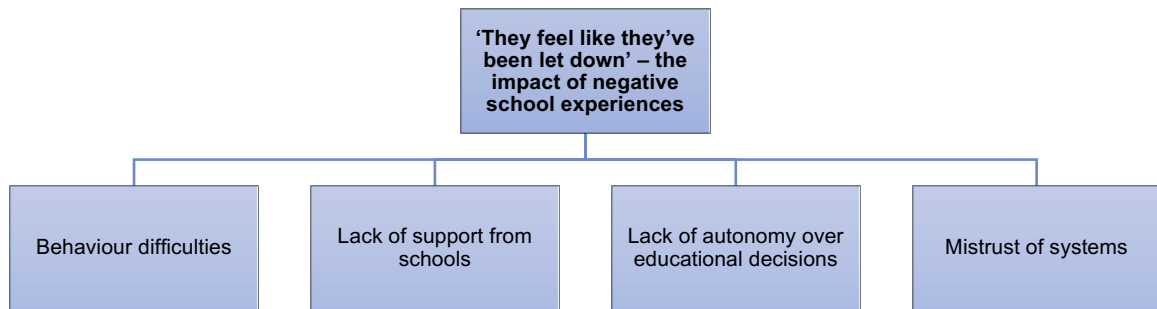 ‘They feel like they’ve
been let down’ – the
impact of negative
school experiences
Behaviour difficulties
Lack of support from
schools
Lack of autonomy over
educational decisions
Mistrust of systems